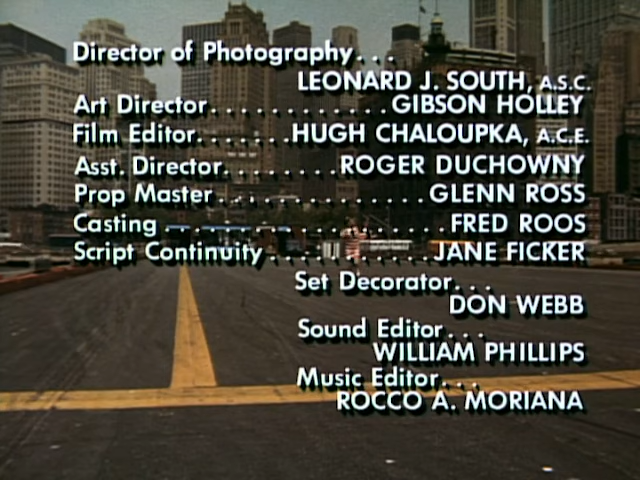 Director of Photography...
LEONARD J. SOUTH, A.S.C.
Art Director............GIBSON HOLLEY
Film Editor.......HUGH CHALOUPKA, A.C.E.
Asst. Director........ROGER DUCHOWNY
Prop Master..............GLENN ROSS
Casting...................FRED ROOS
Script Continuity...........JANE FICKER
Set Decorator...
DON WEBB
Sound Editor...
WILLIAM PHILLIPS
Music Editor...
ROCCO A. MORIANA